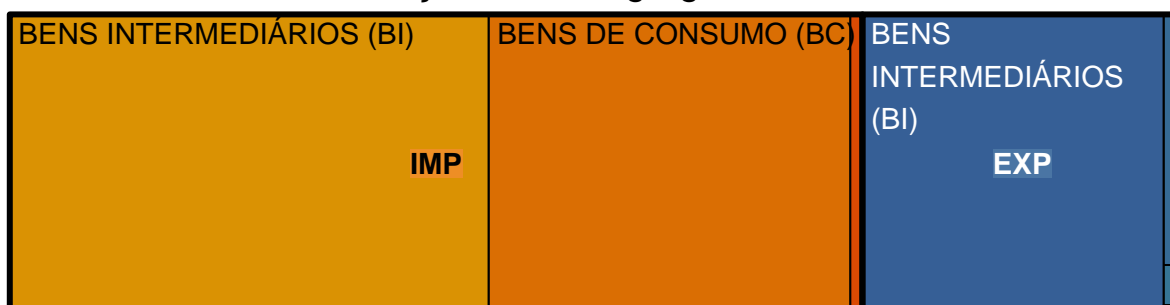 BENS INTERMEDIÁRIOS (BI)
BENS DE CONSUMO (BC)
BENS
INTERMEDIÁRIOS
(BI)
IMP
EXP